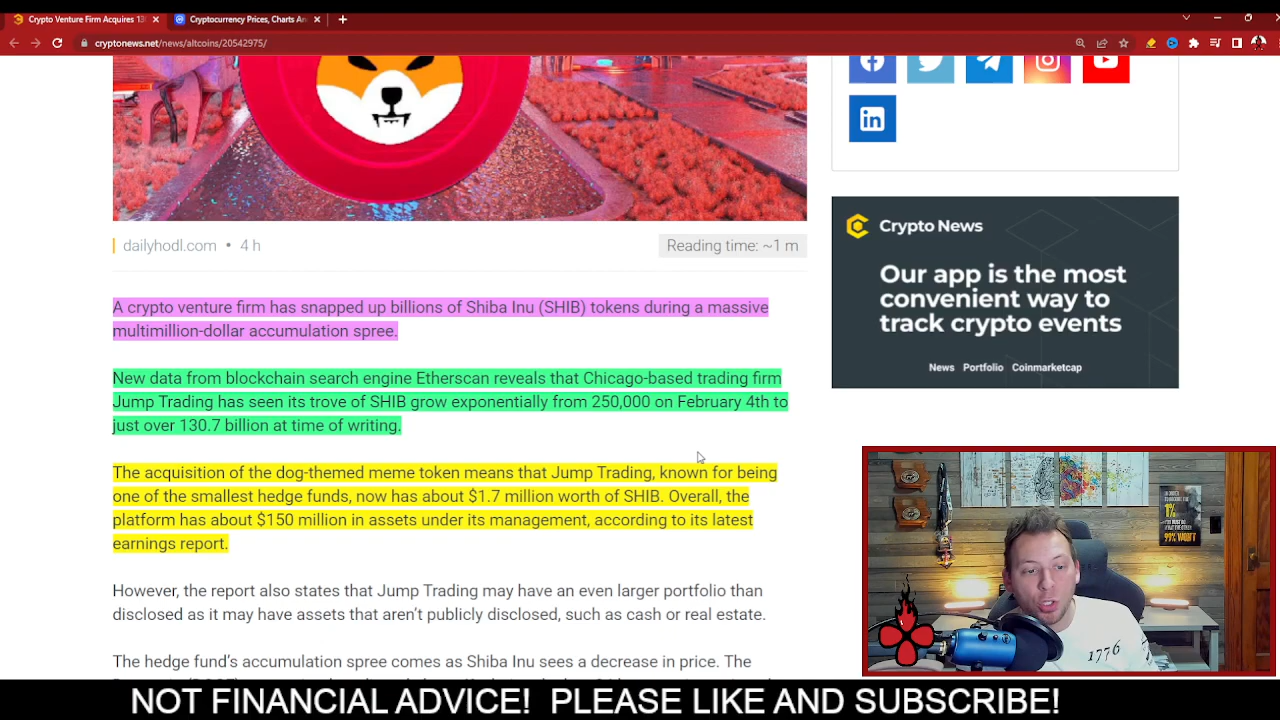 Crypto Venture Firm Acquires 13
Cryptocurrency Prices, Charts An
cryptonews.net/news/altcoins/20542975/
dailyhodl.com • 4 h
Reading time: ~1 m
A crypto venture firm has snapped up billions of Shiba Inu (SHIB) tokens during a massive
multimillion-dollar accumulation spree.
New data from blockchain search engine Etherscan reveals that Chicago-based trading firm
Jump Trading has seen its trove of SHIB grow exponentially from 250,000 on February 4th to
just over 130.7 billion at time of writing.
The acquisition of the dog-themed meme token means that Jump Trading, known for being
one of the smallest hedge funds, now has about $1.7 million worth of SHIB. Overall, the
platform has about $150 million in assets under its management, according to its latest
earnings report.
However, the report also states that Jump Trading may have an even larger portfolio than
disclosed as it may have assets that aren't publicly disclosed, such as cash or real estate.
The hedge fund's accumulation spree comes as Shiba Inu sees a decrease in price. The
in
Crypto News
Our app is the most
convenient way to
track crypto events
News Portfolio Coinmarketcap
1%
99% WON'T
1776
NOT FINANCIAL ADVICE! PLEASE LIKE AND SUBSCRIBE!